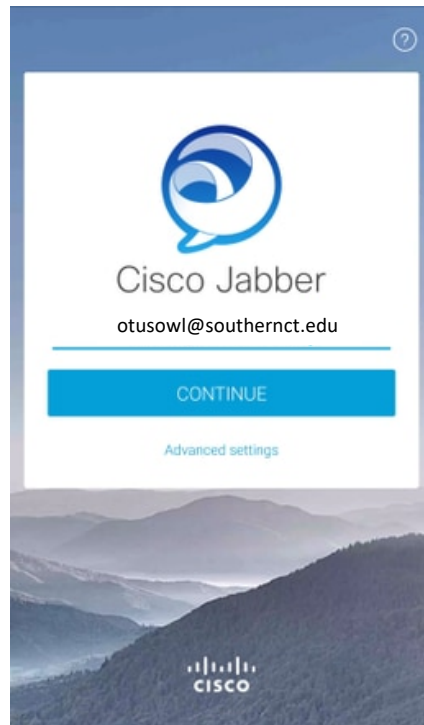 ?
Cisco Jabber
otusowl@southernct.edu
CONTINUE
Advanced settings
CISCO